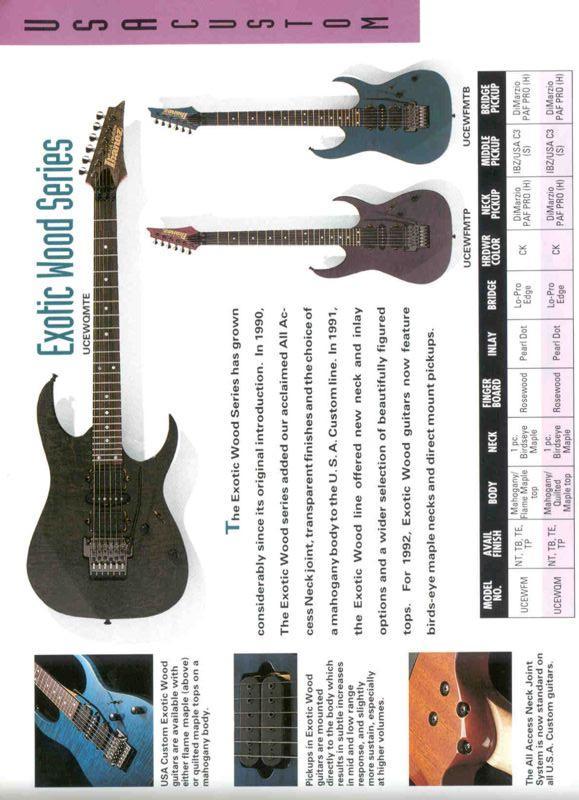 USA CUSTOM
Exotic Wood Series
UCEWQMTE
Ibanez
UCEWFMTP
UCEWFMTB
The Exotic Wood Series has grown
considerably since its original introduction. In 1990,
The Exotic Wood series added our acclaimed All Ac-
cess Neck joint, transparent finishes and the choice of
a mahogany body to the U. S. A. Custom line. In 1991,
the Exotic Wood line offered new neck and inlay
options and a wider selection of beautifully figured
tops. For 1992, Exotic Wood guitars now feature
birds-eye maple necks and direct mount pickups.
USA Custom Exotic Wood
guitars are available with
either flame maple (above)
or quilted maple tops on a
mahogany body.
Pickups in Exotic Wood
guitars are mounted
directly to the body which
results in subtle increases
in mid and low range
response, and slightly
more sustain, especially
at higher volumes.
The All Access Neck Joint
System is now standard on
all U.S.A. Custom guitars.
MODEL NO. AVAIL FINISH BODY NECK FINGER BOARD INLAY BRIDGE HRDWR COLOR NECK PICKUP MIDDLE PICKUP BRIDGE PICKUP
UCEWFM NT, TB, TE, TP Mahogany/ Flame Maple top 1 pc. Birdseye Maple Rosewood Pearl Dot Lo-Pro Edge CK DiMarzio PAF PRO (H) IBZ/USA C3 (S) DiMarzio PAF PRO (H)
UCEWQM NT, TB, TE, TP Mahogany/ Quilted Maple top 1 pc. Birdseye Maple Rosewood Pearl Dot Lo-Pro Edge CK DiMarzio PAF PRO (H) IBZ/USA C3 (S) DiMarzio PAF PRO (H)